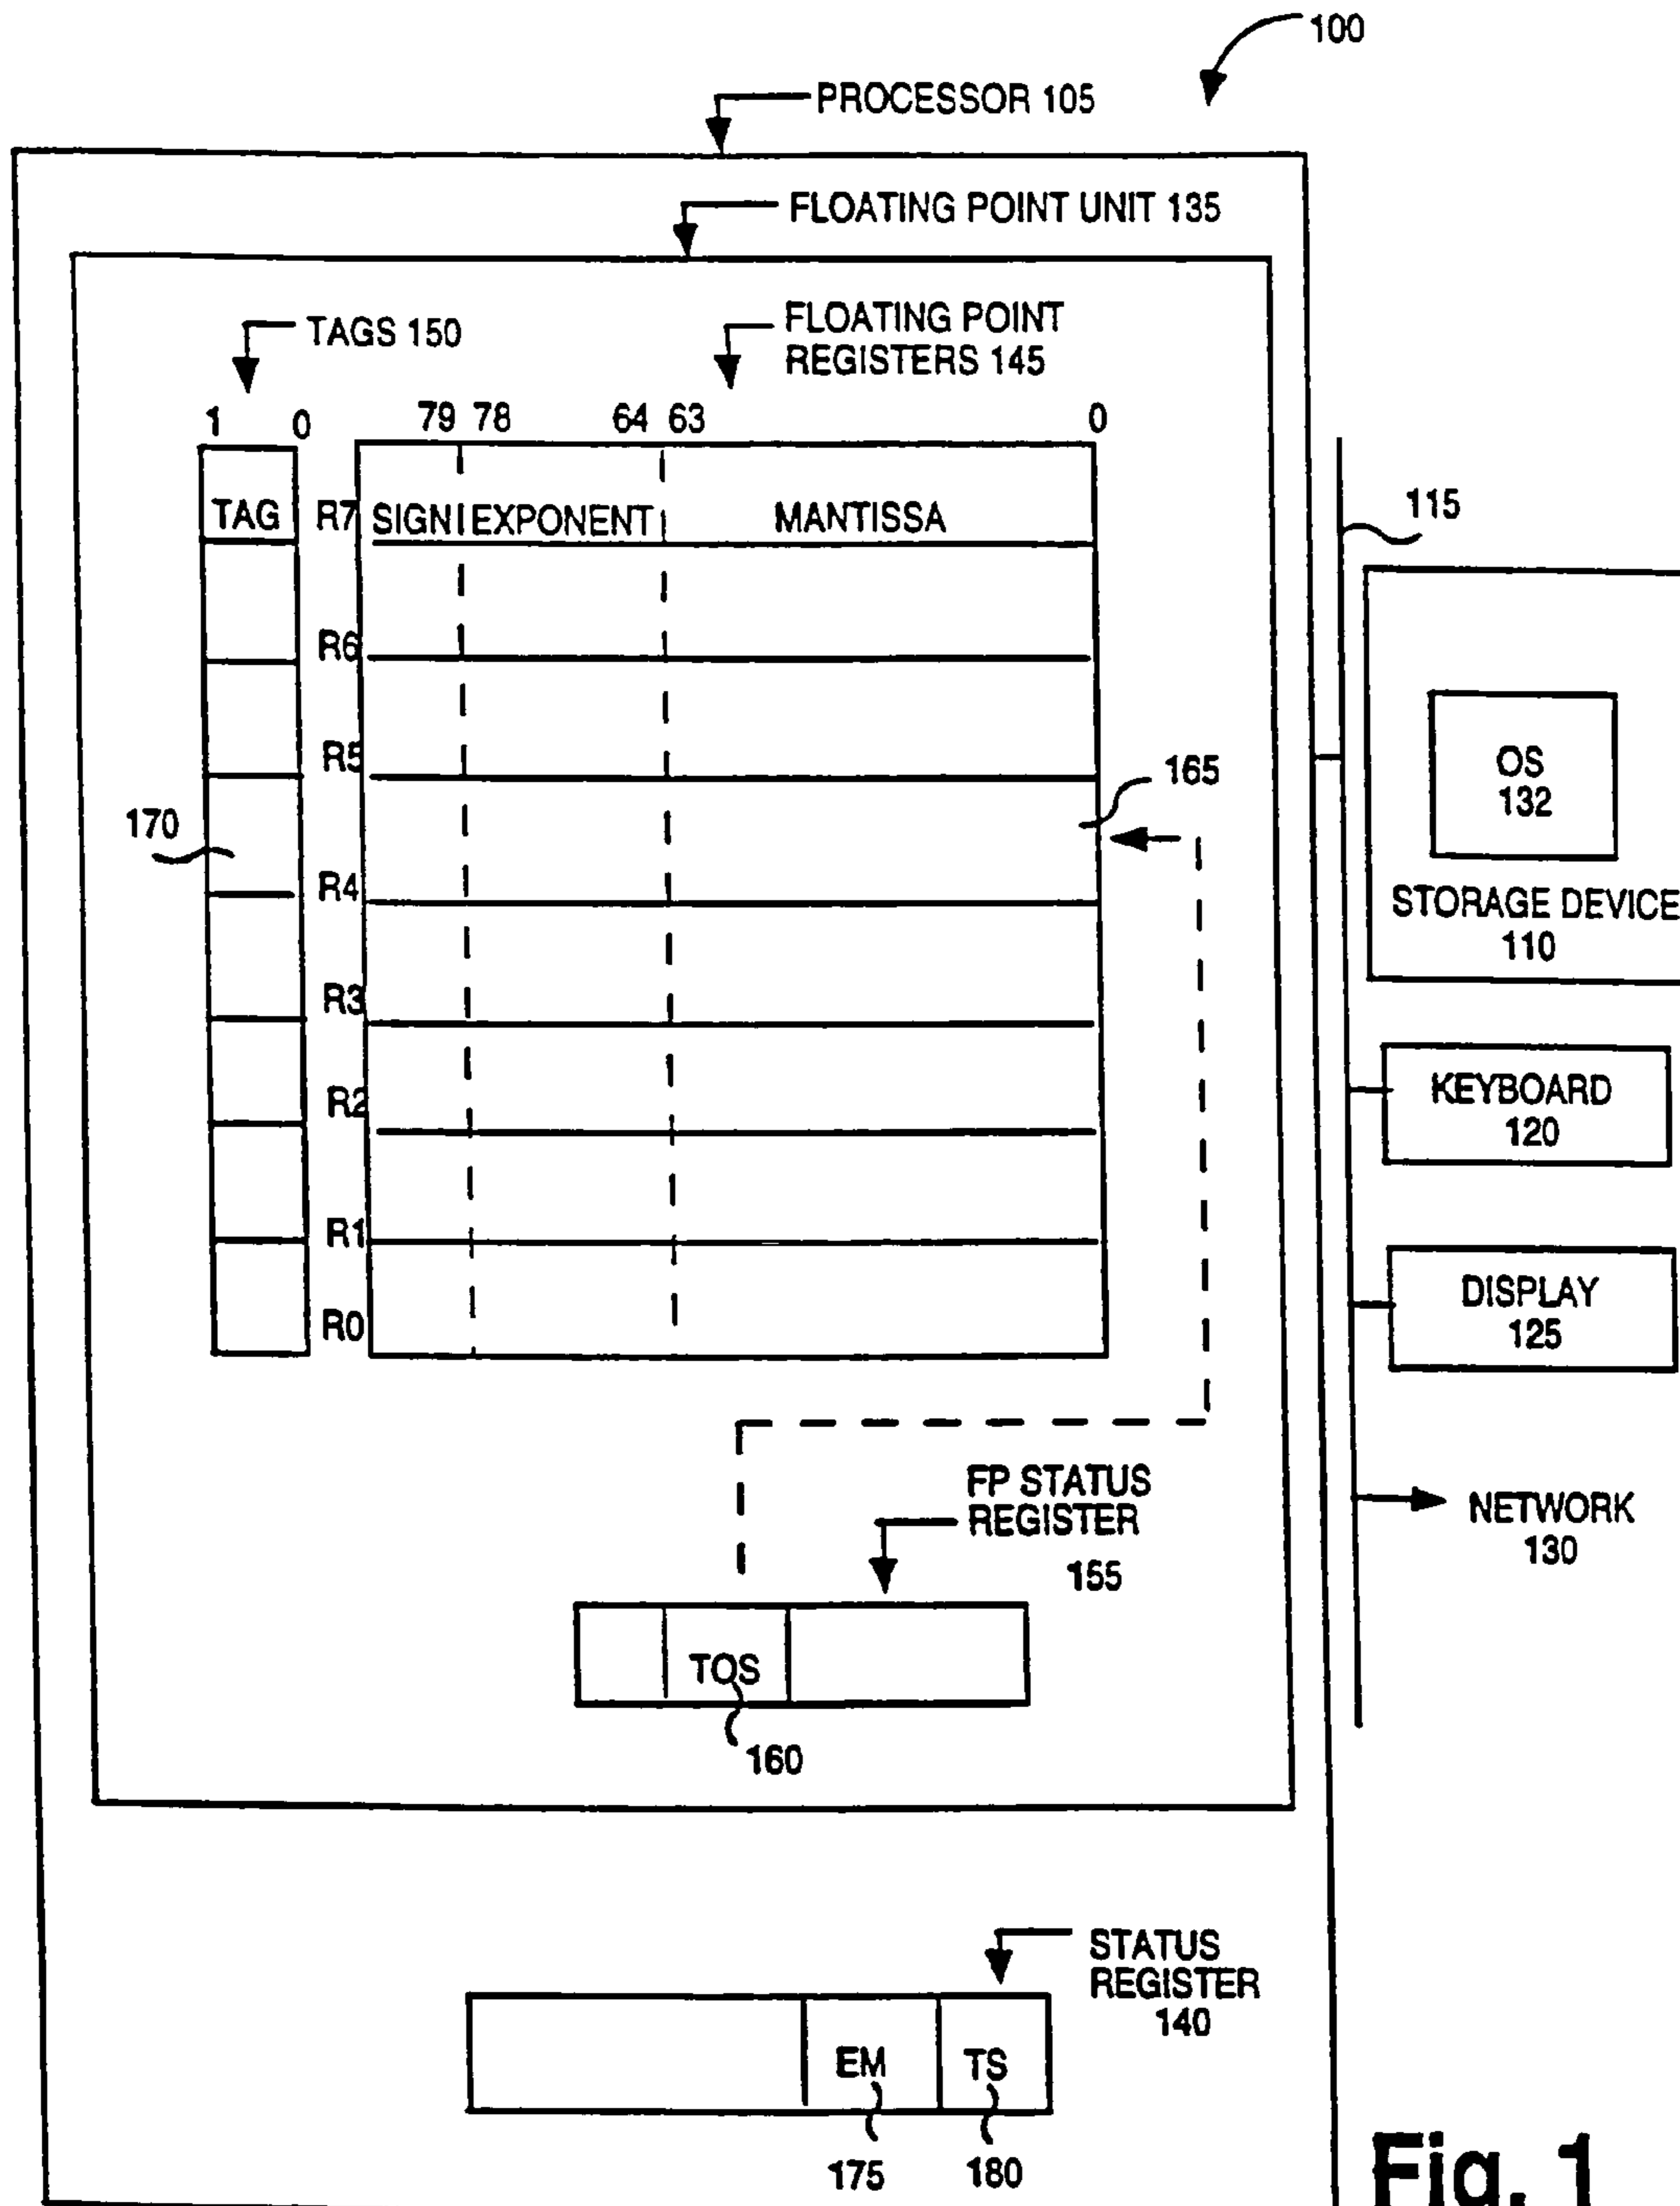 100
PROCESSOR 105
FLOATING POINT UNIT 135
TAGS 150
FLOATING POINT
REGISTERS 145
1 0 79 78 64 63 0
TAG R7 SIGN EXPONENT MANTISSA
115
R6
R5
165
OS
132
170
R4
STORAGE DEVICE
110
R3
KEYBOARD
120
R2
R1
DISPLAY
125
R0
FP STATUS
REGISTER
155
NETWORK
130
TOS
160
STATUS
REGISTER
140
EM TS
175 180
Fig. 1